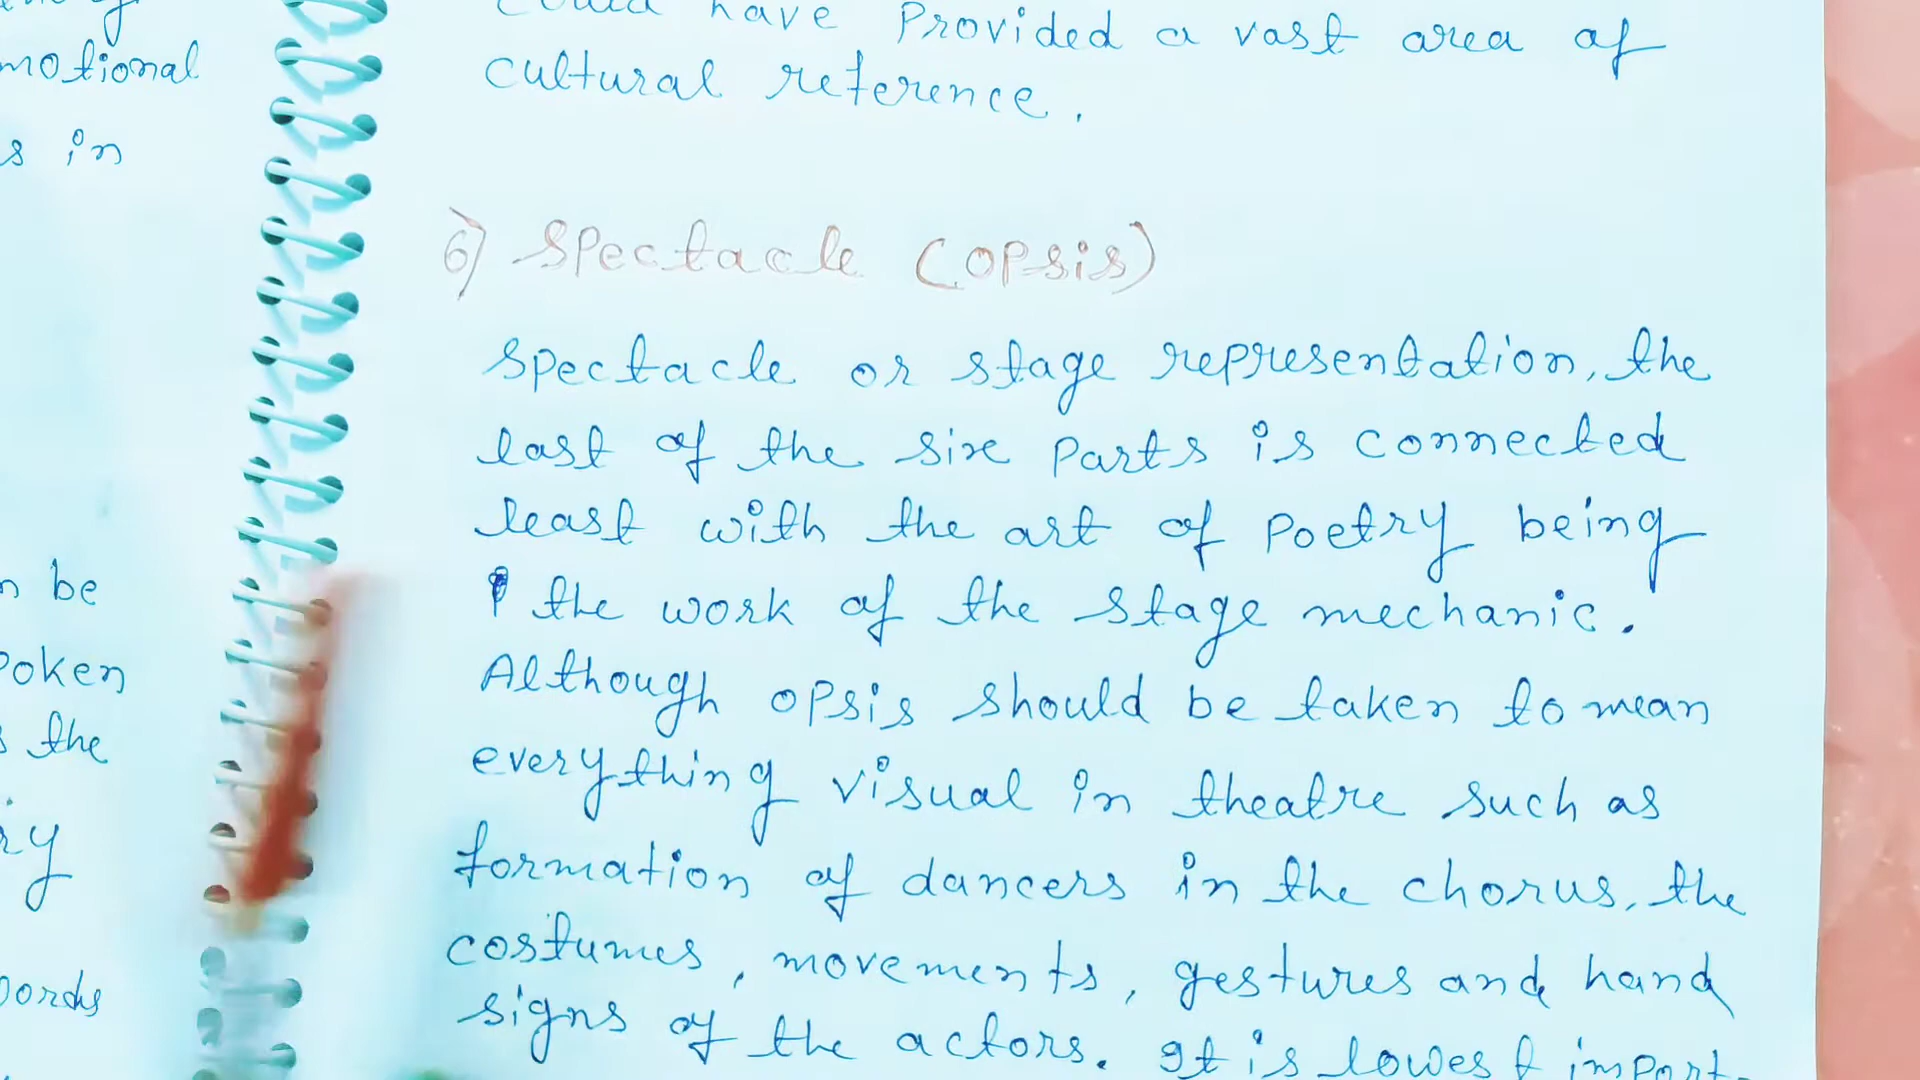 motional
s in
n be
poken
s the
ry
words
could have Provided a vast area of
cultural reference.
6) Spectacle (opsis)
Spectacle or stage representation, the
last of the six parts is connected
least with the art of Poetry being
the work of the stage mechanic.
Although opsis should be taken to mean
everything visual in theatre such as
formation of dancers in the chorus, the
costumes, movements, gestures and hand
signs of the actors. It is lowest import-